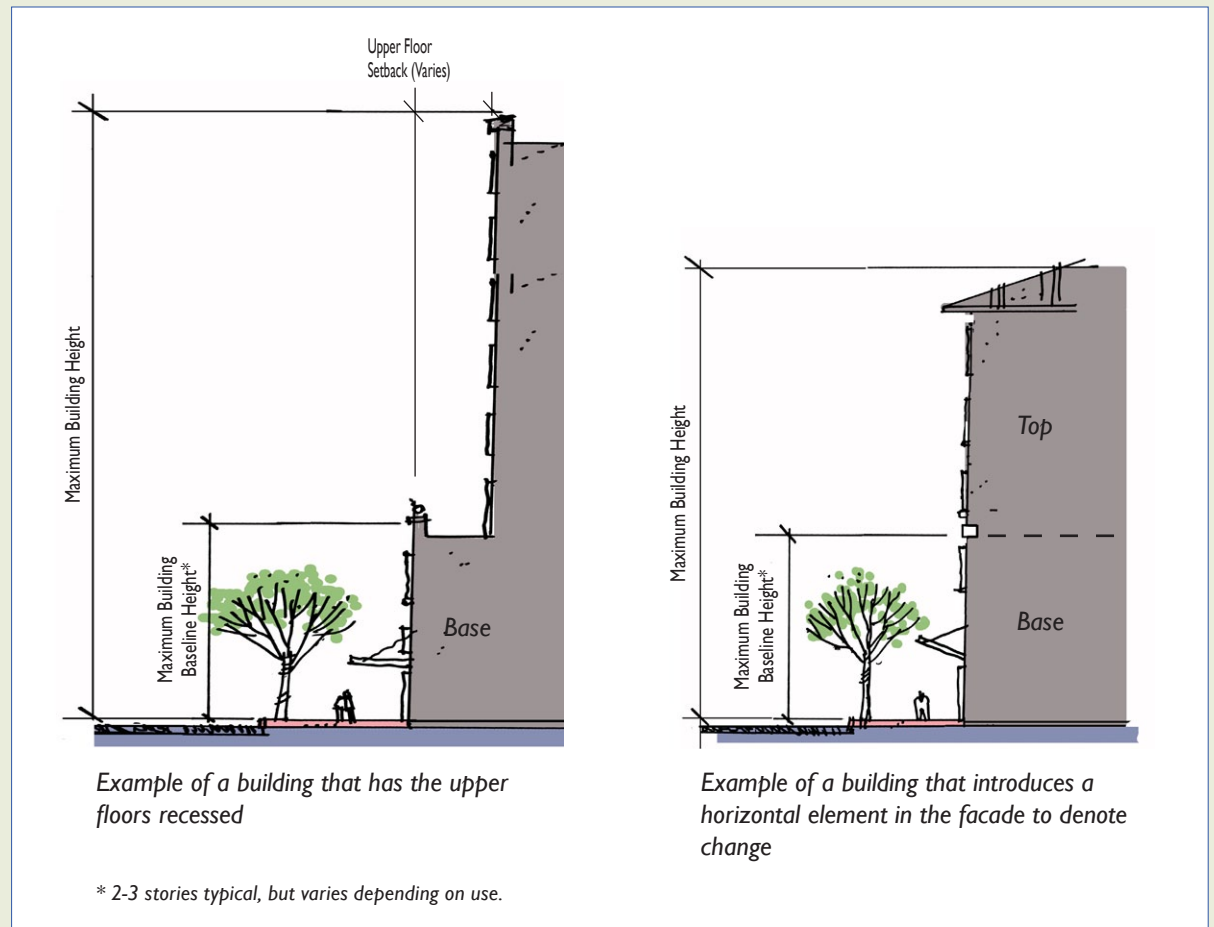 Upper Floor
Setback (Varies)
Maximum Building Height
Maximum Building
Baseline Height*
Base
Example of a building that has the upper
floors recessed
Maximum Building Height
Maximum Building
Baseline Height*
Top
Base
Example of a building that introduces a
horizontal element in the facade to denote
change
* 2-3 stories typical, but varies depending on use.